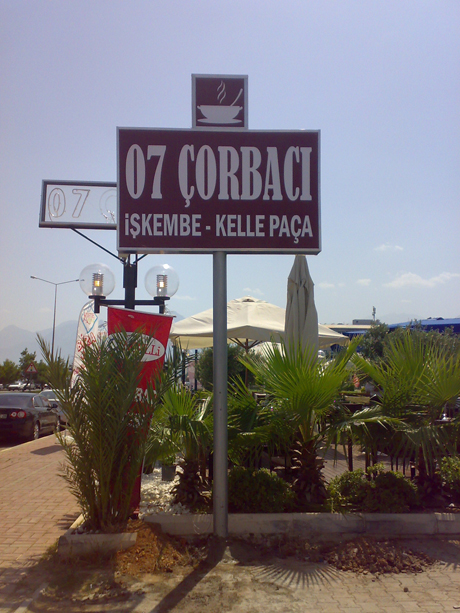 07 ÇORBACI
İŞKEMBE - KELLE PAÇA
07